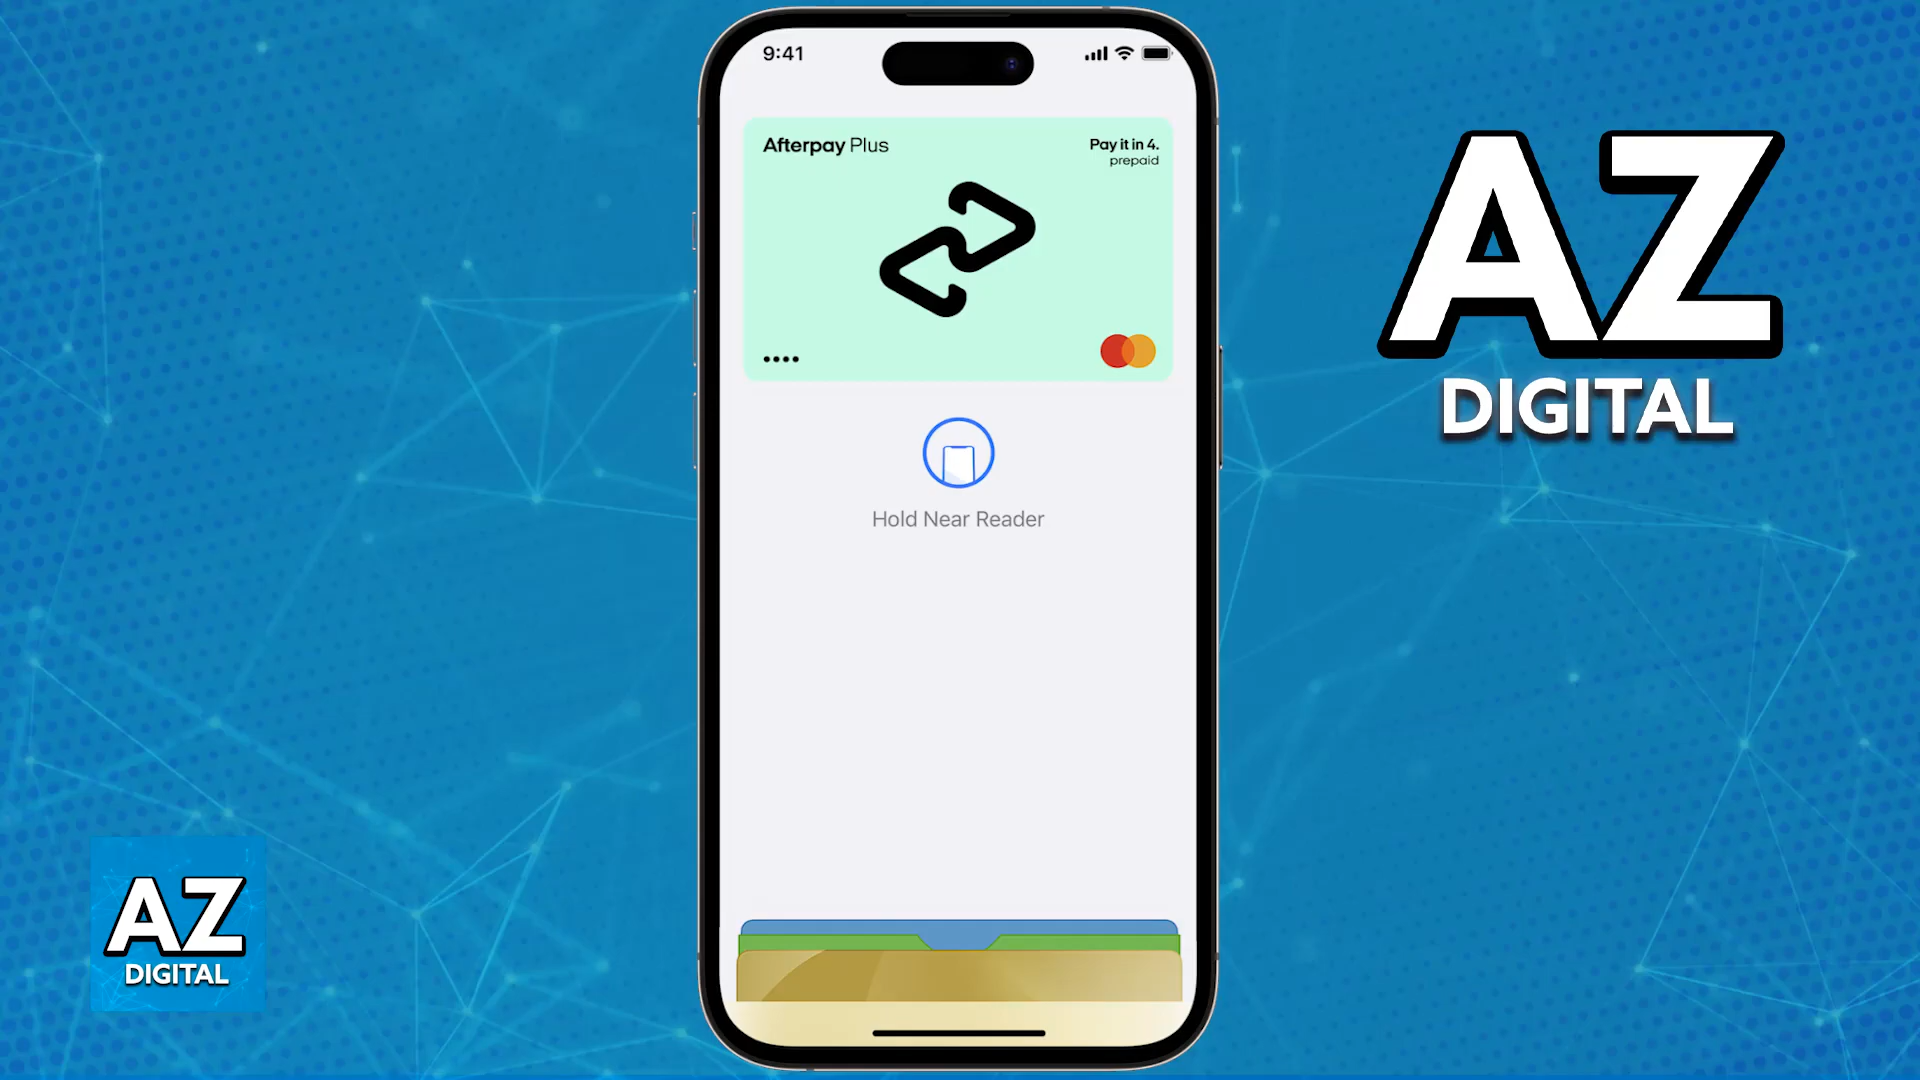 9:41
Afterpay Plus
Pay it in 4.
prepaid
••••
Hold Near Reader
AZ
DIGITAL
AZ
DIGITAL